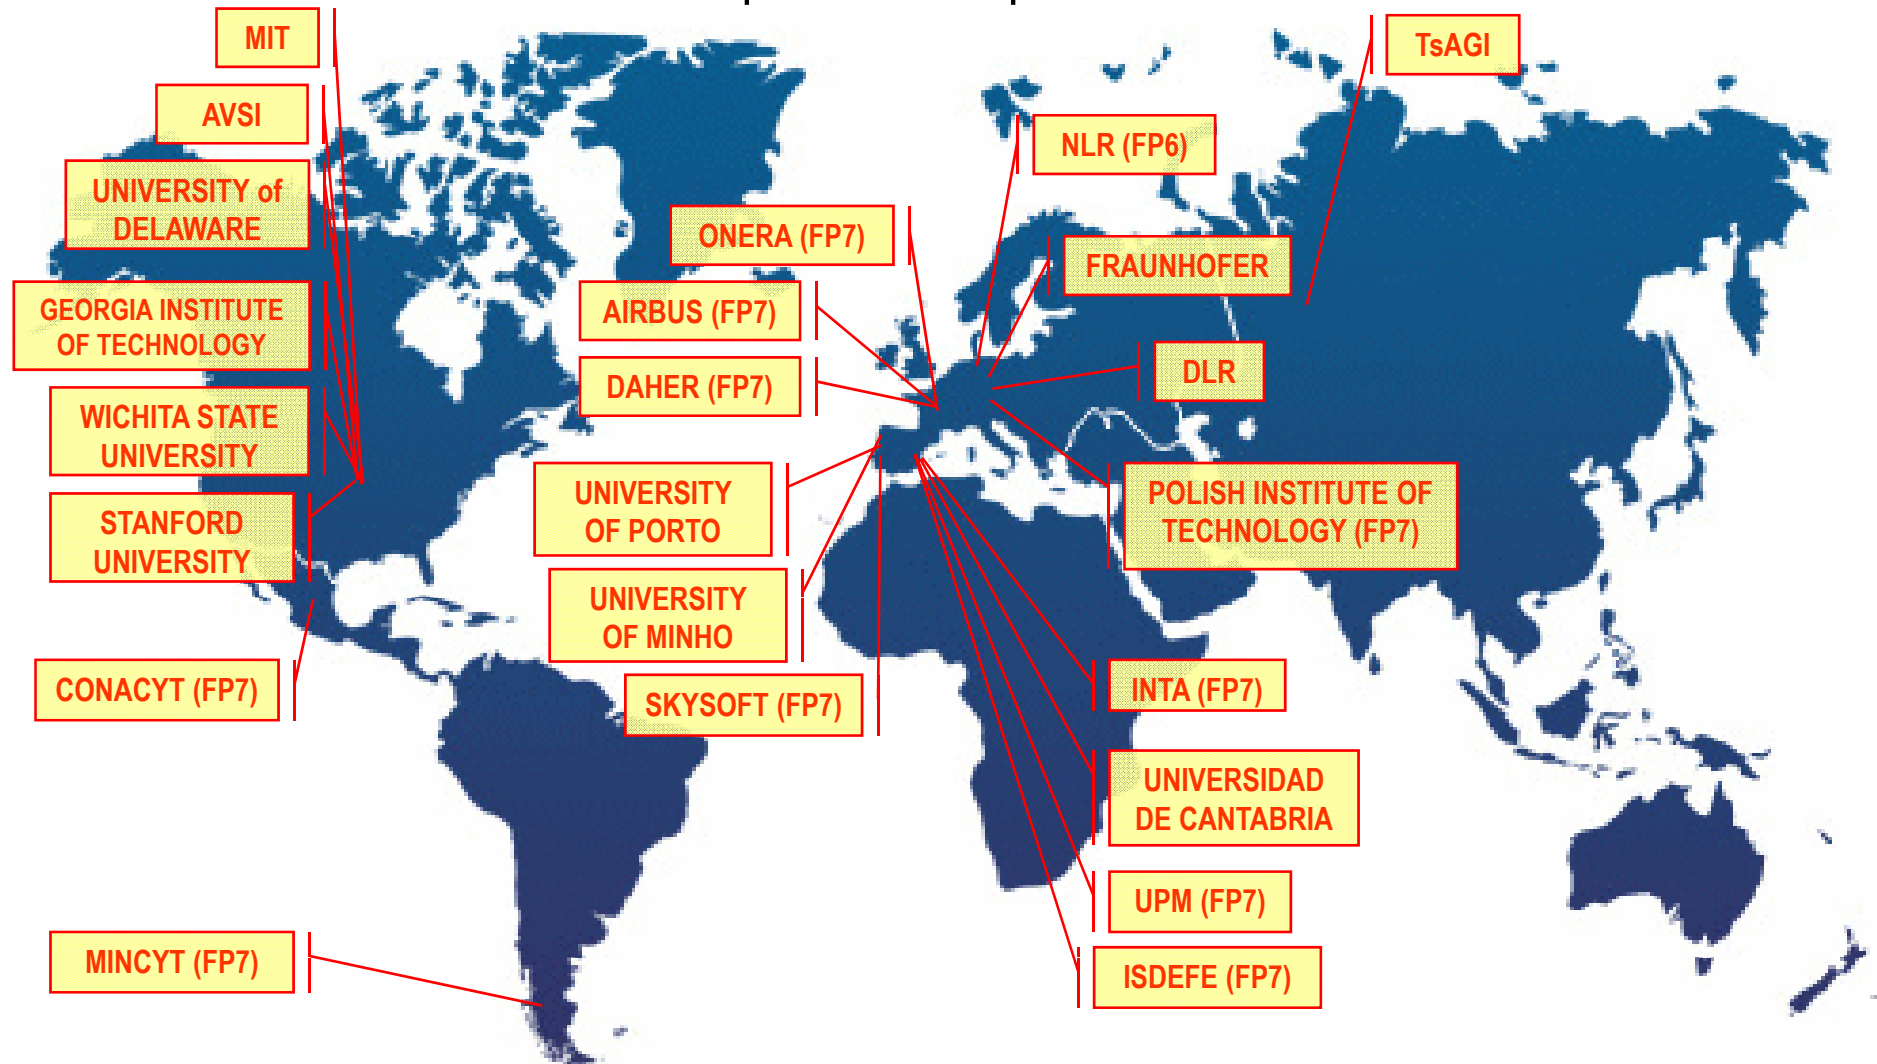 MIT
AVSI
UNIVERSITY of
DELAWARE
GEORGIA INSTITUTE
OF TECHNOLOGY
WICHITA STATE
UNIVERSITY
STANFORD
UNIVERSITY
CONACYT (FP7)
MINCYT (FP7)
ONERA (FP7)
AIRBUS (FP7)
DAHER (FP7)
UNIVERSITY
OF PORTO
UNIVERSITY
OF MINHO
SKYSOFT (FP7)
TsAGI
NLR (FP6)
FRAUNHOFER
DLR
POLISH INSTITUTE OF
TECHNOLOGY (FP7)
INTA (FP7)
UNIVERSIDAD
DE CANTABRIA
UPM (FP7)
ISDEFE (FP7)